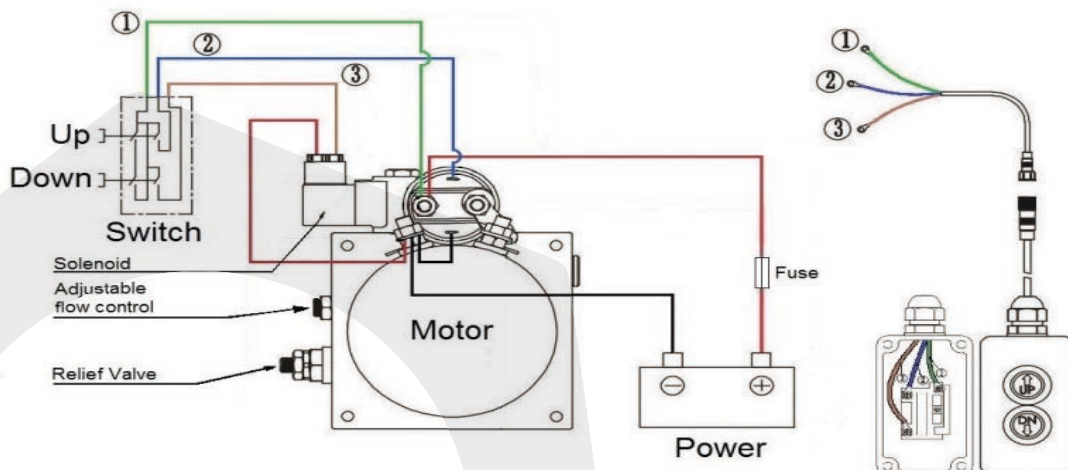 ①
②
③
Up
Down
Switch
Solenoid
Adjustable
flow control
Relief Valve
Motor
Fuse
− +
Power
①
②
③
UP
DN